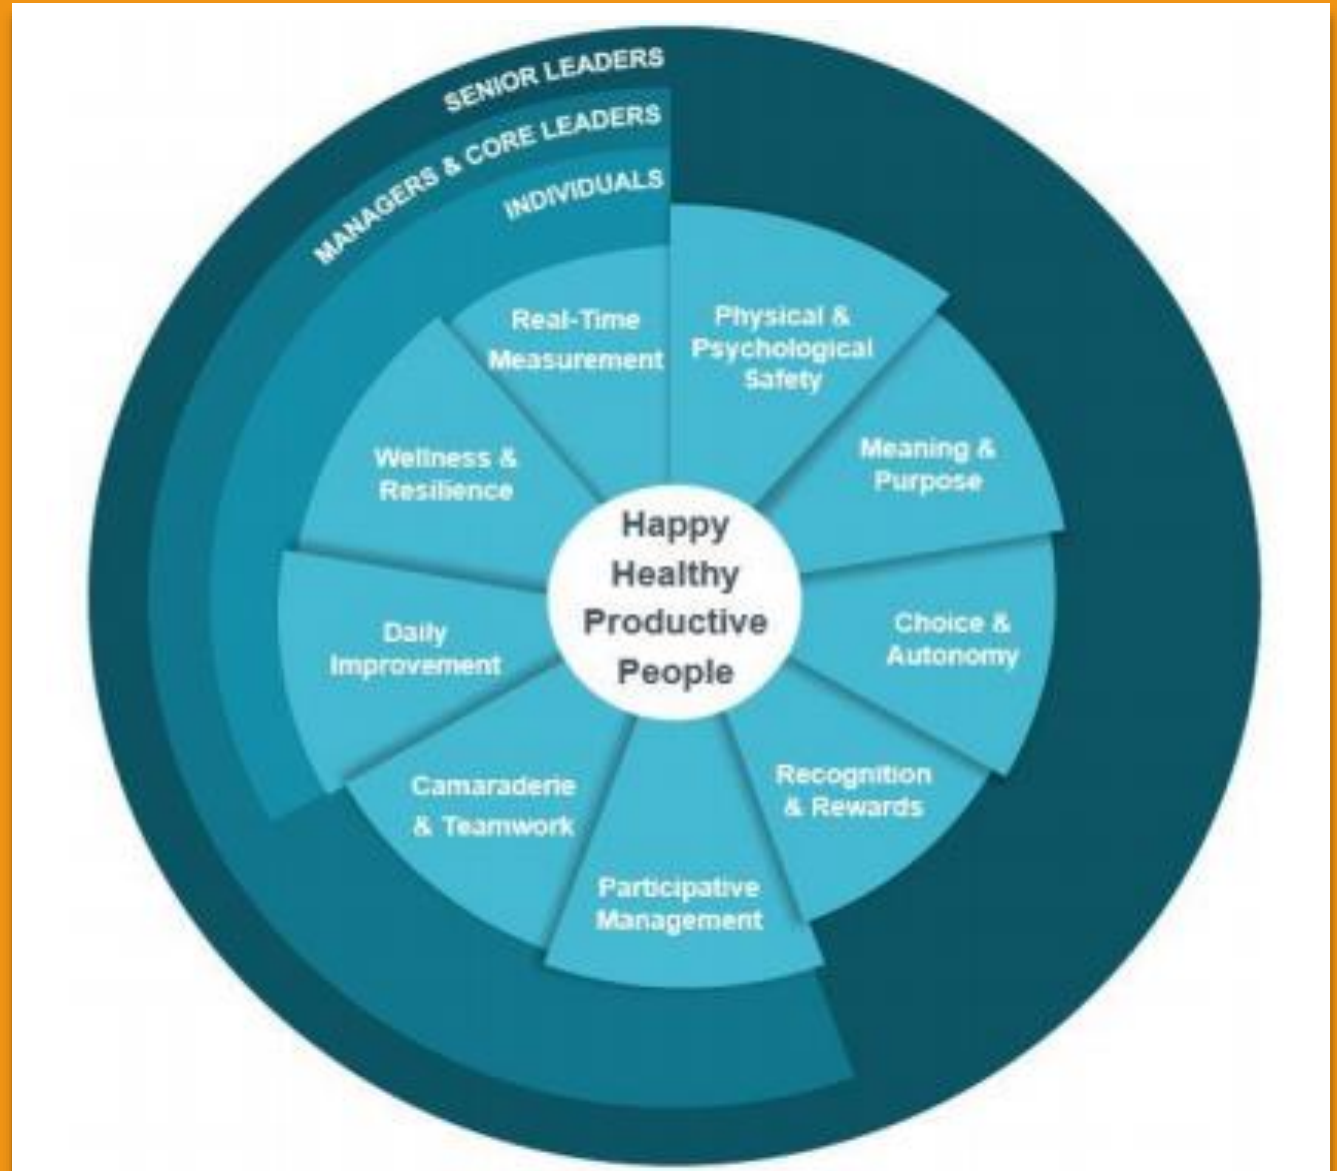 SENIOR LEADERS
MANAGERS & CORE LEADERS
INDIVIDUALS
Real-Time
Measurement
Physical &
Psychological
Safety
Meaning &
Purpose
Choice &
Autonomy
Recognition
& Rewards
Participative
Management
Camaraderie
& Teamwork
Daily
Improvement
Wellness &
Resilience
Happy
Healthy
Productive
People